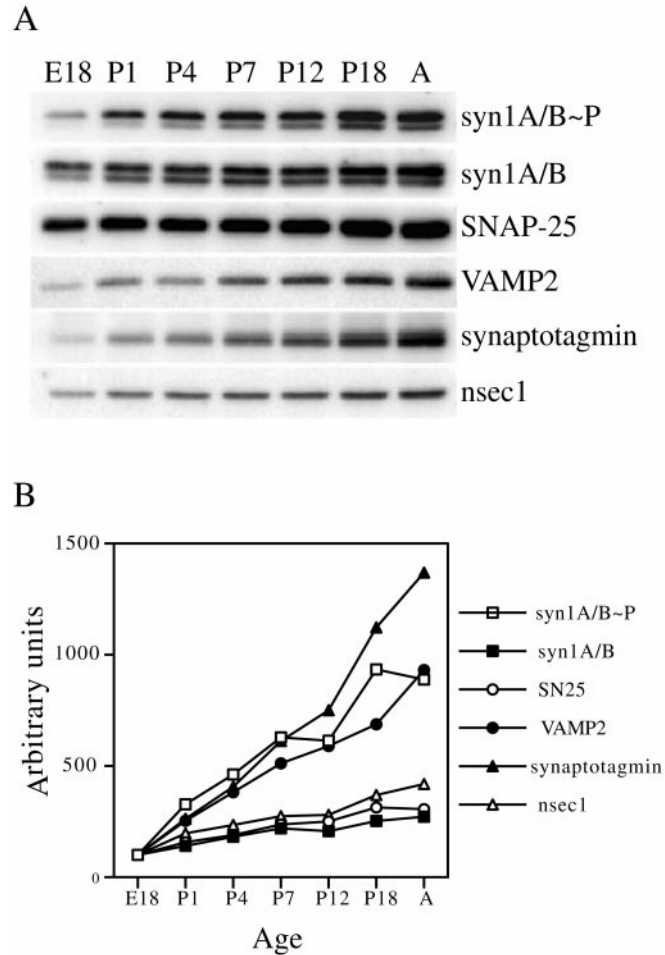 A
E18 P1 P4 P7 P12 P18 A
syn1A/B~P
syn1A/B
SNAP-25
VAMP2
synaptotagmin
nsec1
B
1500
1000
500
0
Arbitrary units
E18 P1 P4 P7 P12 P18 A
Age
syn1A/B~P
syn1A/B
SN25
VAMP2
synaptotagmin
nsec1